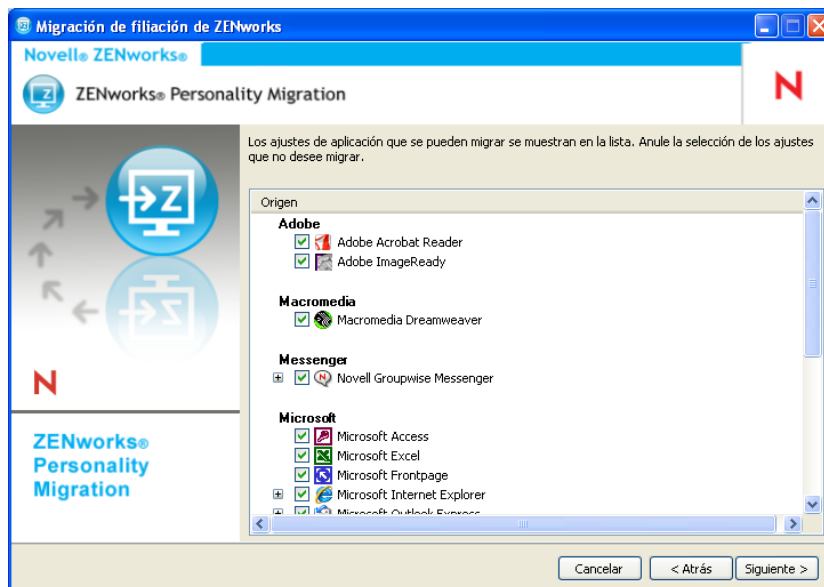 Migración de filiación de ZENworks
Novell® ZENworks®
ZENworks® Personality Migration
N
Los ajustes de aplicación que se pueden migrar se muestran en la lista. Anule la selección de los ajustes
que no desee migrar.
Origen
Adobe
Adobe Acrobat Reader
Adobe ImageReady
Macromedia
Macromedia Dreamweaver
Messenger
Novell Groupwise Messenger
Microsoft
Microsoft Access
Microsoft Excel
Microsoft Frontpage
Microsoft Internet Explorer
Microsoft Outlook Express
Z
N
ZENworks®
Personality
Migration
Cancelar
< Atrás
Siguiente >